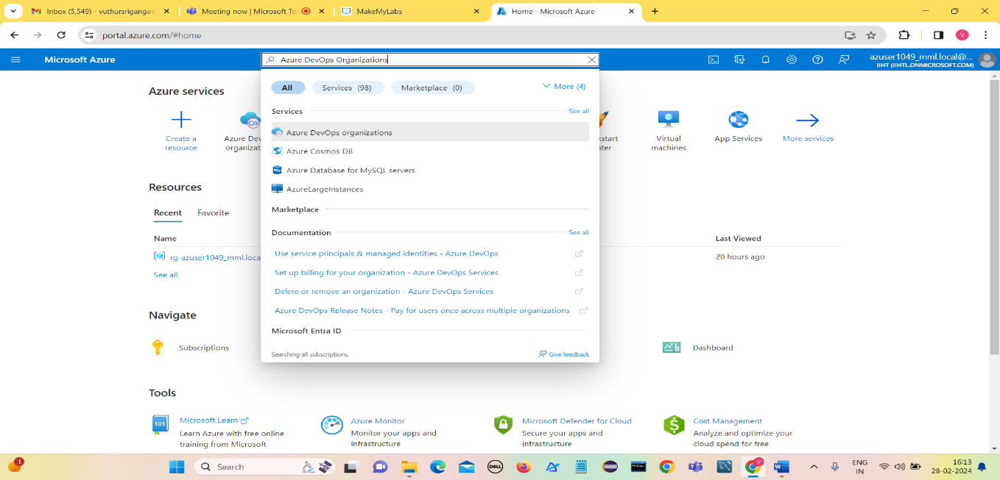 Inbox (5,549) - vuthursriganga@
Meeting now | Microsoft Te
MakeMyLabs
Home - Microsoft Azure
portal.azure.com/#home
V
Microsoft Azure
Azure DevOps Organizations
azuser1049_mml.local@...
IIHT (IIHTL.ONMICROSOFT.COM)
All
Services (98)
Marketplace (0)
More (4)
Services
See all
Azure DevOps organizations
Azure Cosmos DB
Azure Database for MySQL servers
AzureLargeInstances
Marketplace
Documentation
See all
Use service principals & managed identities - Azure DevOps
Set up billing for your organization - Azure DevOps Services
Delete or remove an organization - Azure DevOps Services
Azure DevOps Release Notes - Pay for users once across multiple organizations
Microsoft Entra ID
Searching all subscriptions.
Give feedback
Azure services
Create a
resource
Azure Dev
organizat
kstart
nter
Virtual
machines
App Services
More services
Resources
Recent
Favorite
Name
Last Viewed
rg-azuser1049_mml.loca
20 hours ago
See all
Navigate
Subscriptions
Dashboard
Tools
101
Microsoft Learn
Learn Azure with free online
training from Microsoft
Azure Monitor
Monitor your apps and
infrastructure
Microsoft Defender for Cloud
Secure your apps and
infrastructure
$
Cost Management
Analyze and optimize your
cloud spend for free
1
Search
DELL
V
ENG
IN
16:13
28-02-2024